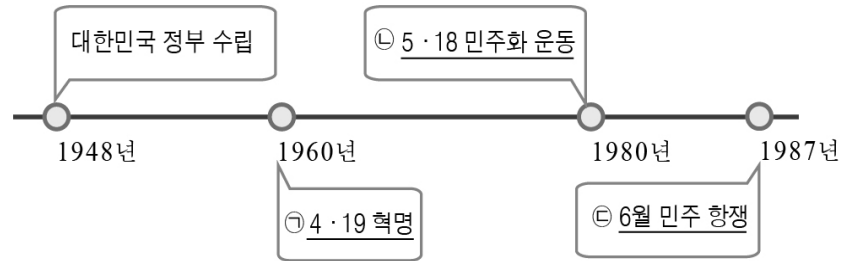 대한민국 정부 수립
㉡ 5·18 민주화 운동
1948년
1960년
1980년
1987년
㉠ 4·19 혁명
㉢ 6월 민주 항쟁